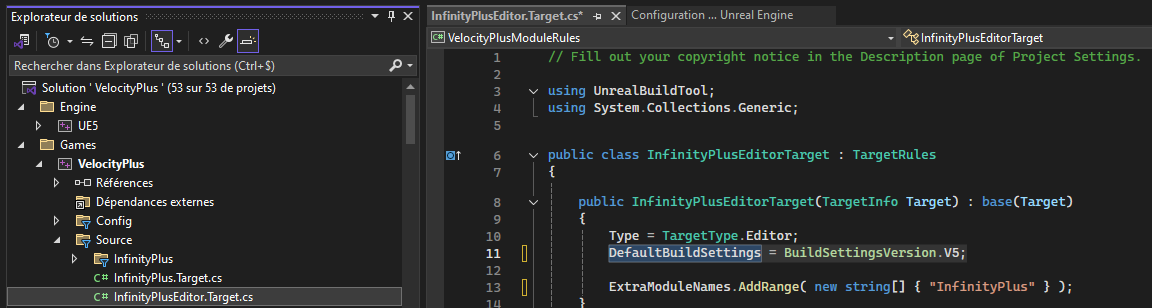 Explorateur de solutions
Rechercher dans Explorateur de solutions (Ctrl+$)
Solution ' VelocityPlus ' (53 sur 53 de projets)
Engine
UE5
Games
VelocityPlus
Références
Dépendances externes
Config
Source
InfinityPlus
C# InfinityPlus.Target.cs
C# InfinityPlusEditor.Target.cs
InfinityPlusEditor.Target.cs*
Configuration ... Unreal Engine
C# VelocityPlusModuleRules
InfinityPlusEditorTarget
1 // Fill out your copyright notice in the Description page of Project Settings.
2
3 using UnrealBuildTool;
4 using System.Collections.Generic;
5
6 public class InfinityPlusEditorTarget : TargetRules
7 {
8 public InfinityPlusEditorTarget(TargetInfo Target) : base(Target)
9 {
10 Type = TargetType.Editor;
11 DefaultBuildSettings = BuildSettingsVersion.V5;
12
13 ExtraModuleNames.AddRange( new string[] { "InfinityPlus" } );
14 }